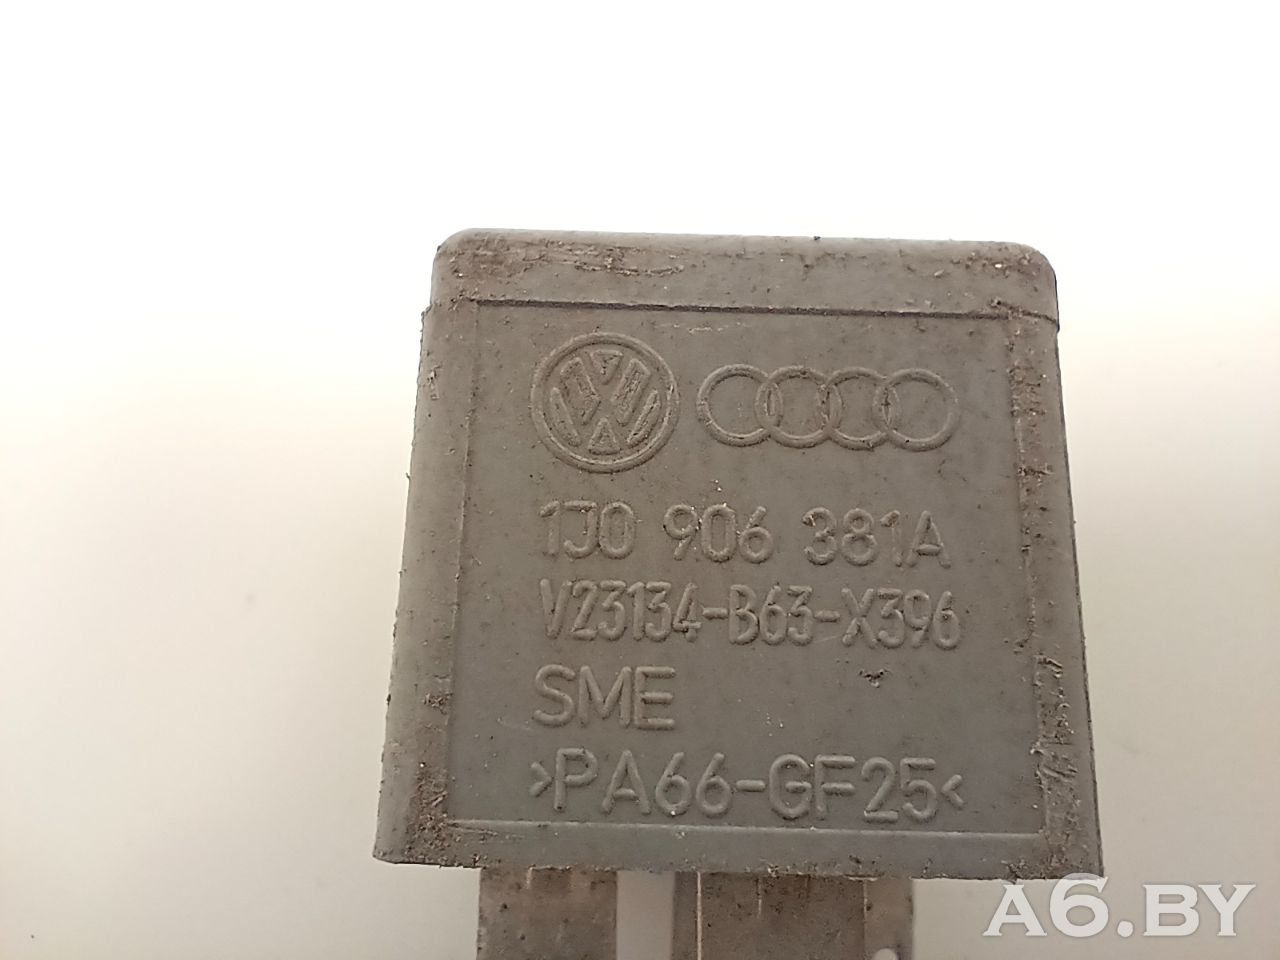 1J0 906 381A
V23134-B63-X396
SME
>PA66-GF25<
A6.BY